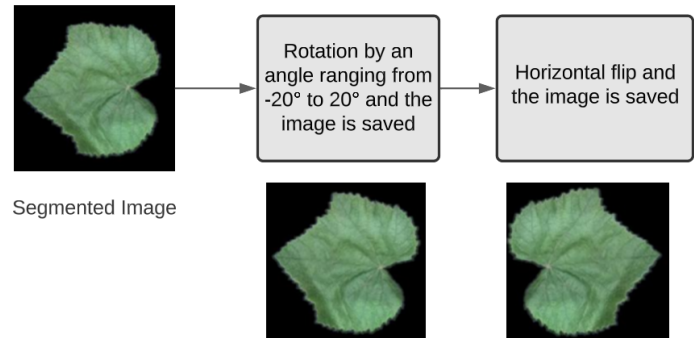 Rotation by an
angle ranging from
-20° to 20° and the
image is saved
Horizontal flip and
the image is saved
Segmented Image